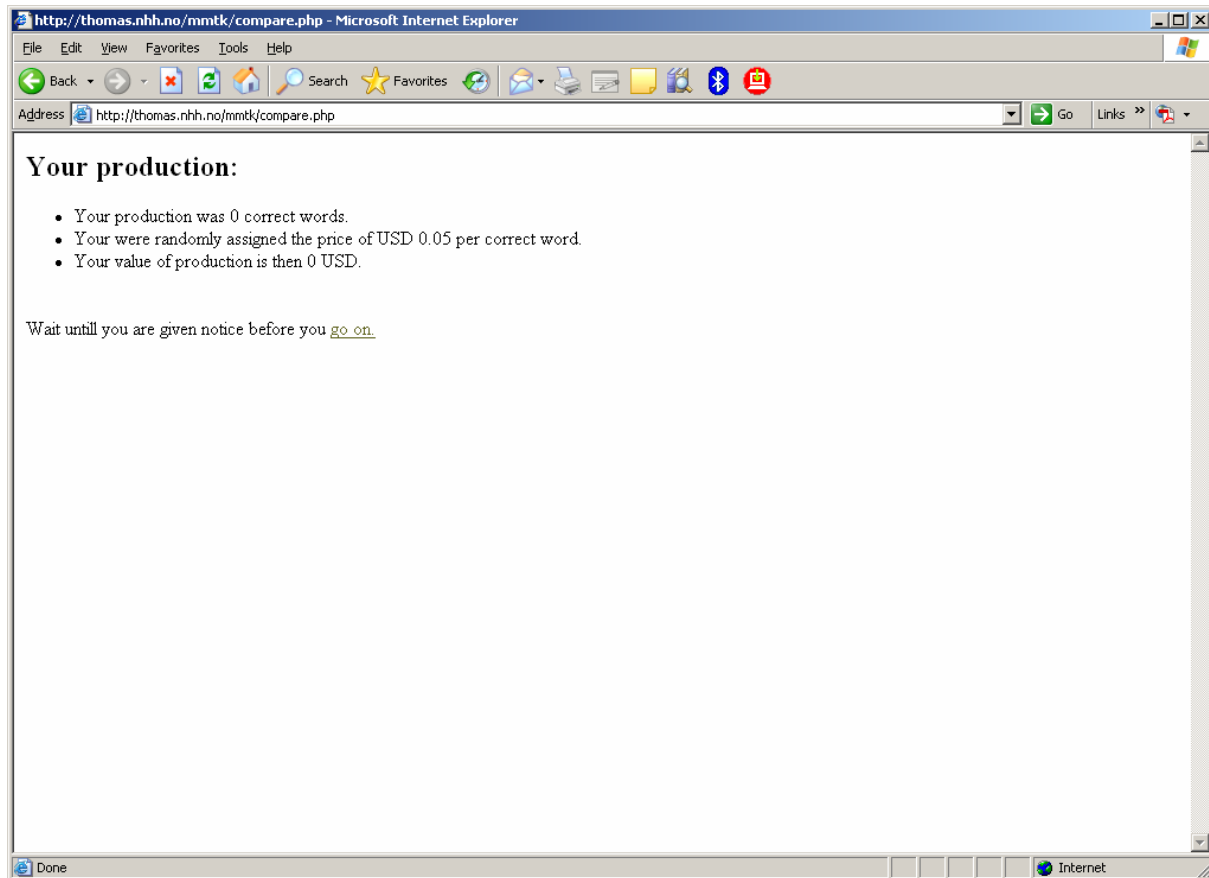 http://thomas.nhh.no/mmtk/compare.php - Microsoft Internet Explorer
File Edit View Favorites Tools Help
Back Search Favorites
Address http://thomas.nhh.no/mmtk/compare.php Go Links »
Your production:
• Your production was 0 correct words.
• Your were randomly assigned the price of USD 0.05 per correct word.
• Your value of production is then 0 USD.
Wait untill you are given notice before you go on.
Done Internet